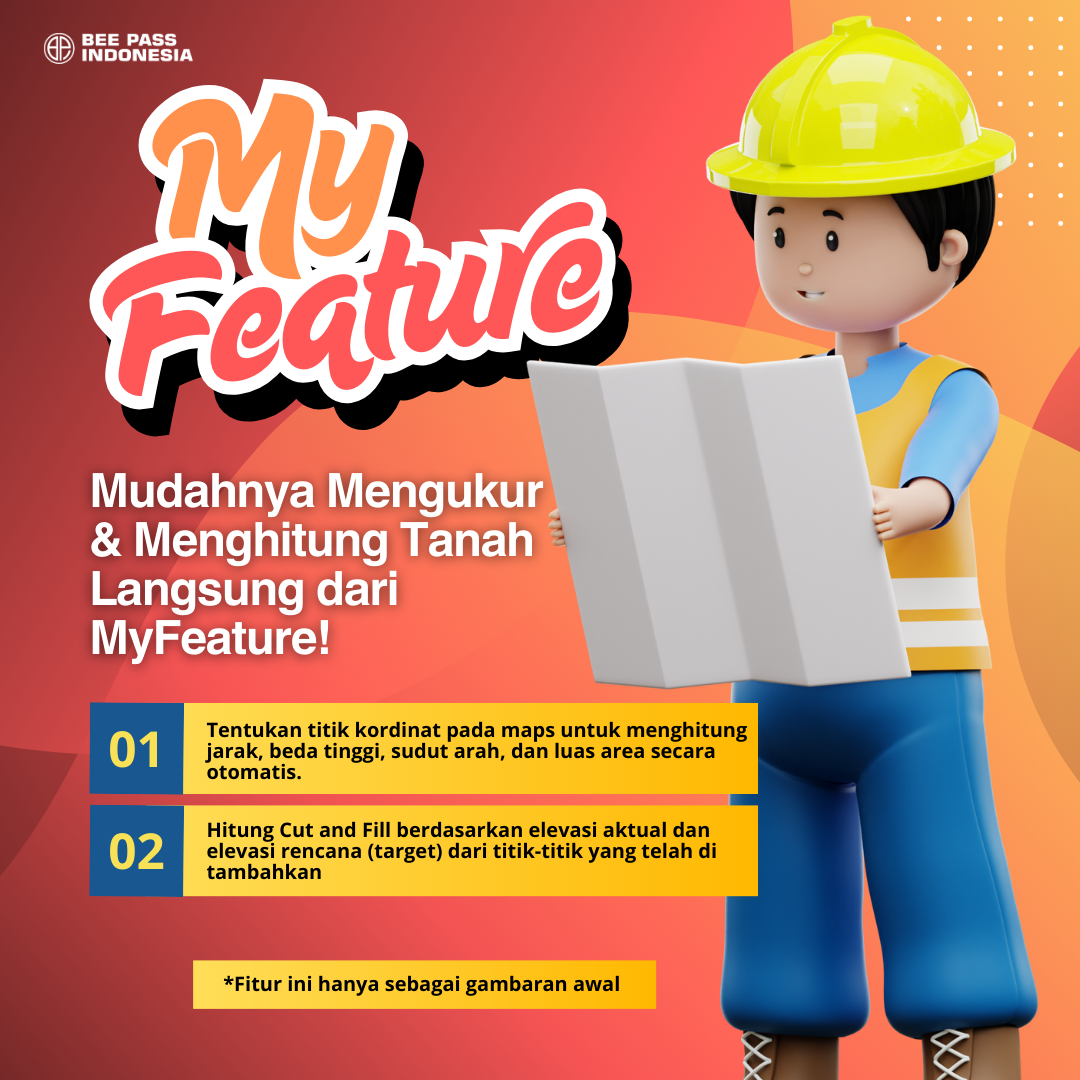 BEE PASS
INDONESIA
My
Feature
Mudahnya Mengukur
& Menghitung Tanah
Langsung dari
MyFeature!
01
Tentukan titik kordinat pada maps untuk menghitung
jarak, beda tinggi, sudut arah, dan luas area secara
otomatis.
02
Hitung Cut and Fill berdasarkan elevasi aktual dan
elevasi rencana (target) dari titik-titik yang telah di
tambahkan
*Fitur ini hanya sebagai gambaran awal